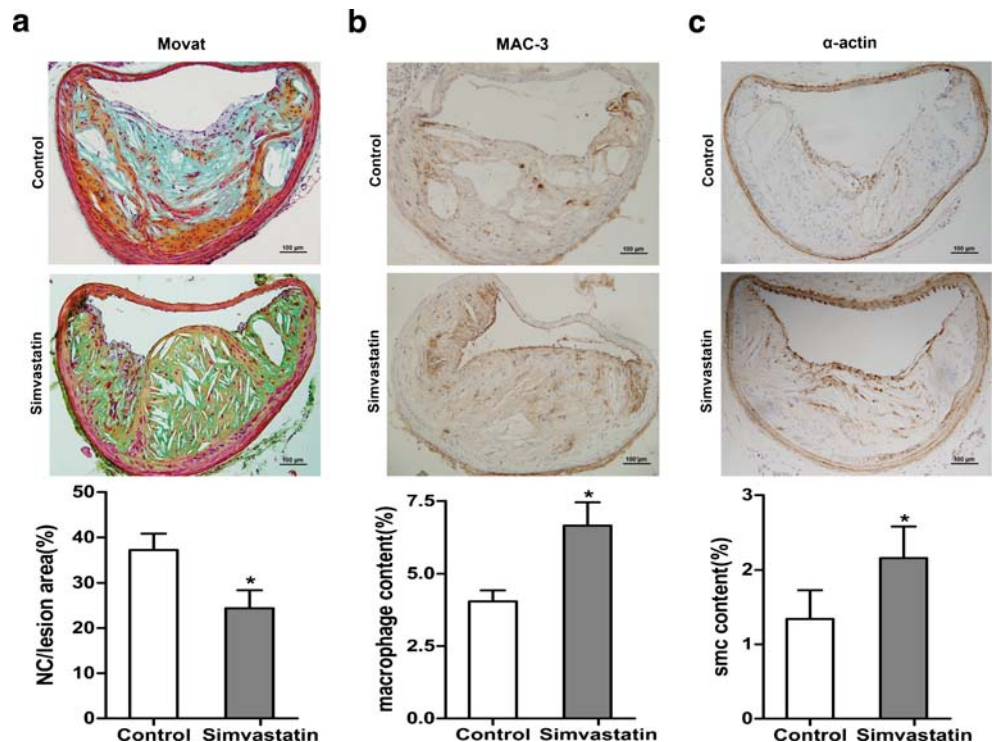 a
Movat
Control
100 µm
Simvastatin
100 µm
NC/lesion area(%)
50
40
30
20
10
0
*
Control Simvastatin
b
MAC-3
Control
100 µm
Simvastatin
100 µm
macrophage content(%)
7.5
5.0
2.5
0.0
*
Control Simvastatin
c
α-actin
Control
100 µm
Simvastatin
100 µm
smc content(%)
3
2
1
0
*
Control Simvastatin